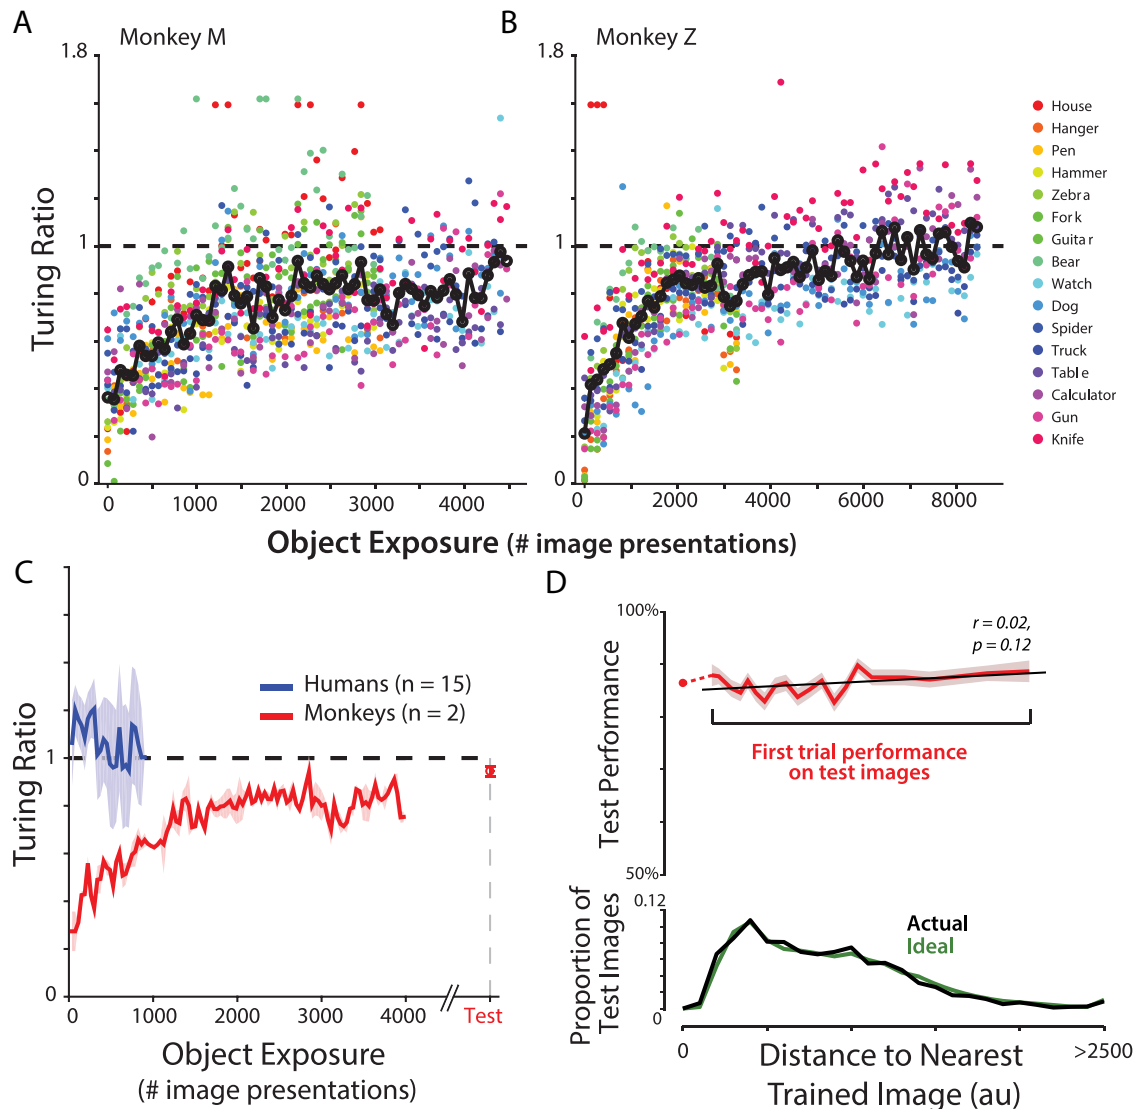 A
Monkey M
B
Monkey Z
1.8
1.8
Turing Ratio
1
1
0
0
0
1000
2000
3000
4000
0
2000
4000
6000
8000
House
Hanger
Pen
Hammer
Zebra
Fork
Guitar
Bear
Watch
Dog
Spider
Truck
Table
Calculator
Gun
Knife
Object Exposure (# image presentations)
C
Humans (n = 15)
Monkeys (n = 2)
Turing Ratio
1
0
0
1000
2000
3000
4000
Test
Object Exposure
(# image presentations)
D
100%
r = 0.02,
p = 0.12
Test Performance
First trial performance
on test images
50%
Proportion of
Test Images
0.12
0
Actual
Ideal
0
>2500
Distance to Nearest
Trained Image (au)